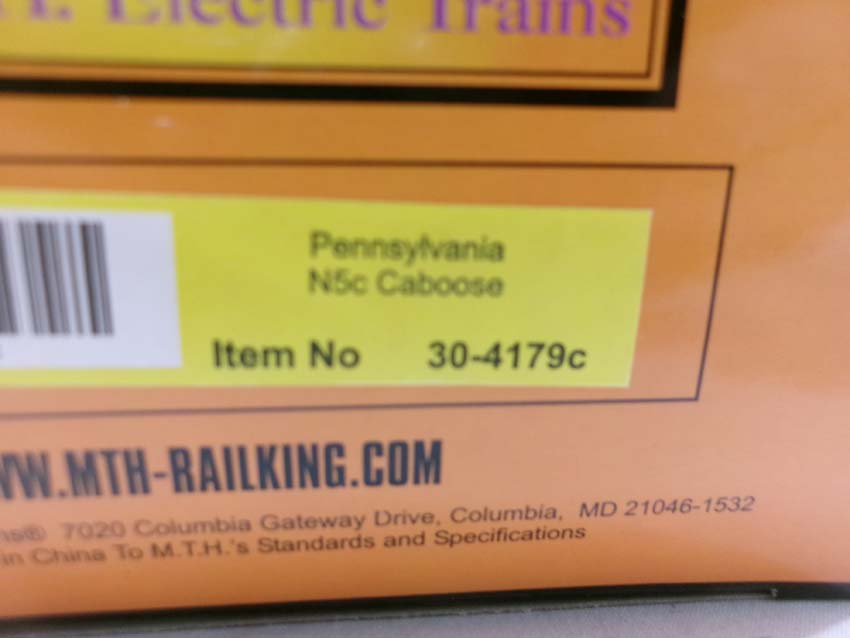 . Electric Trains
Pennsylvania
N5c Caboose
Item No 30-4179c
WW.MTH-RAILKING.COM
ns® 7020 Columbia Gateway Drive, Columbia, MD 21046-1532
in China To M.T.H.'s Standards and Specifications